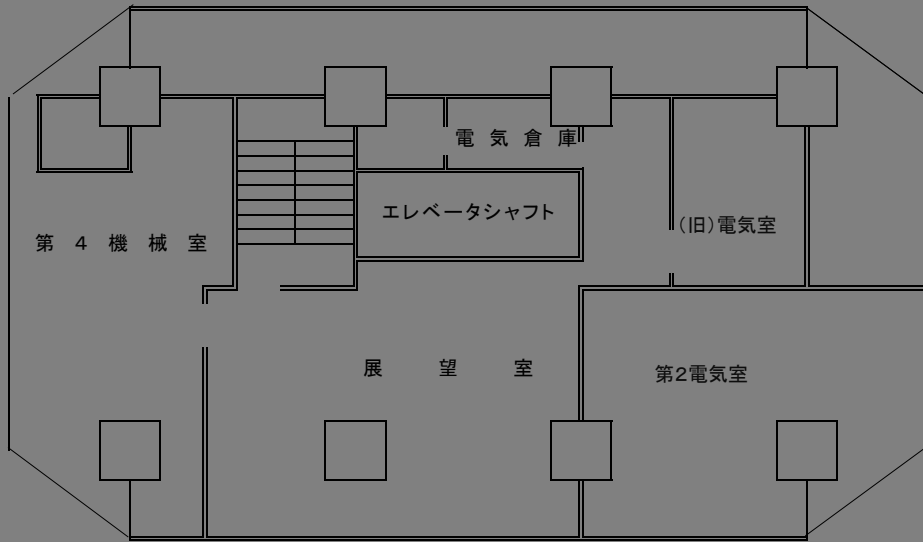 電気倉庫
エレベータシャフト
(旧)電気室
第4機械室
展望室
第2電気室